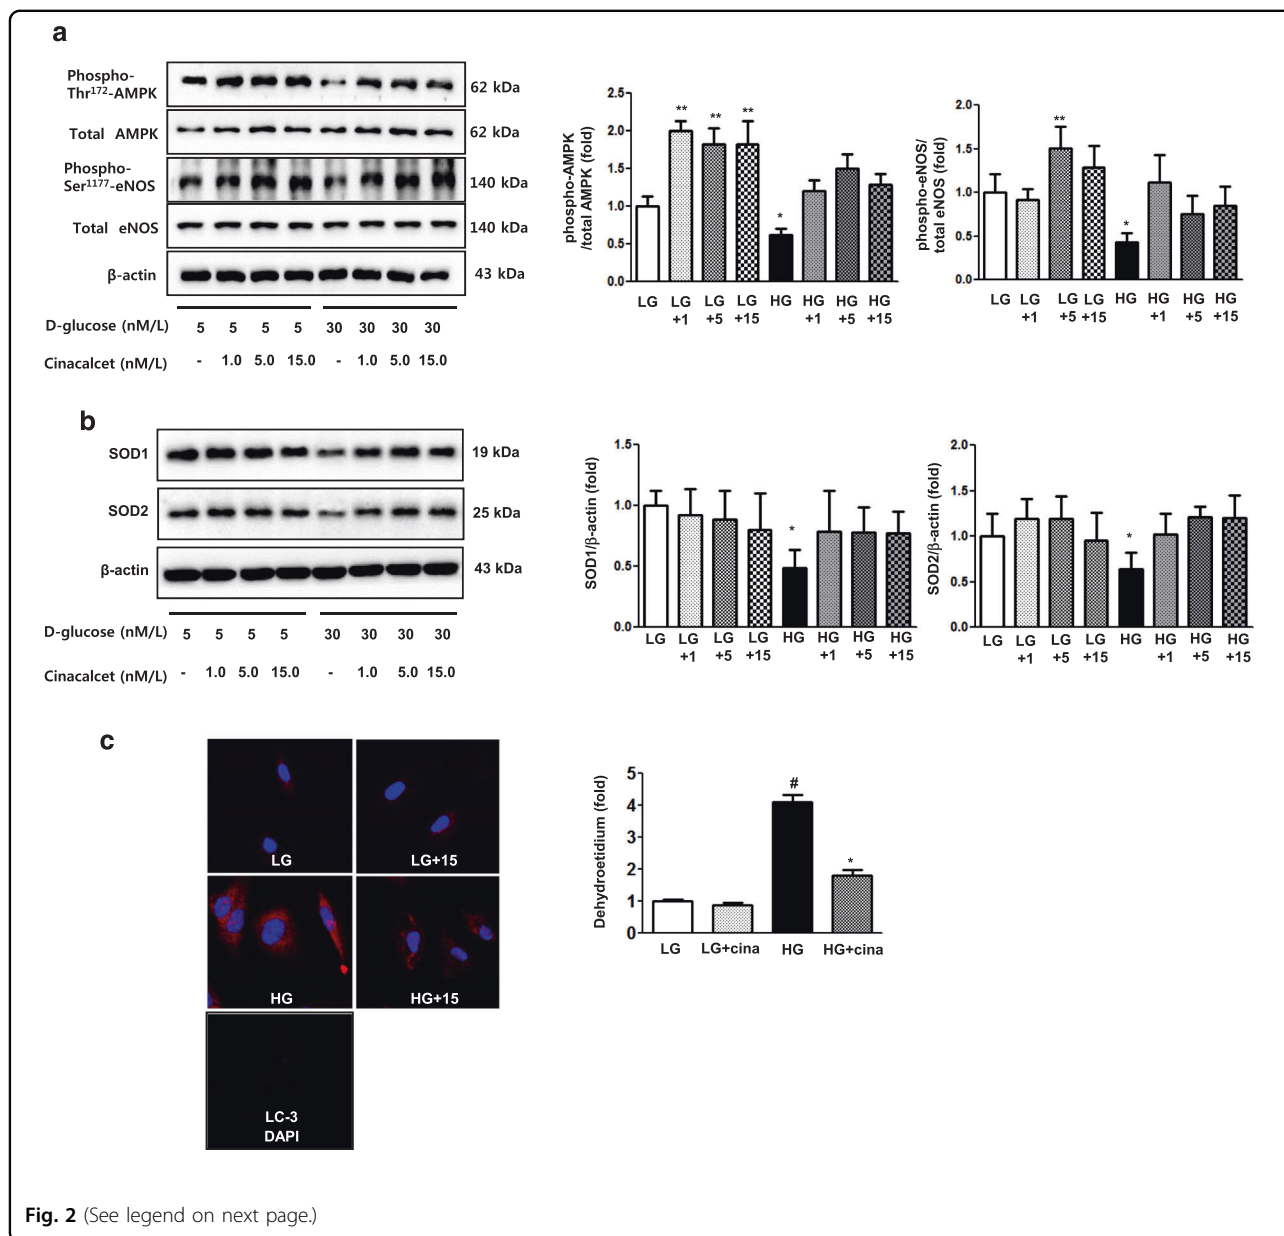 a
Phospho-
Thr172-AMPK
62 kDa
Total AMPK
62 kDa
Phospho-
Ser1177-eNOS
140 kDa
Total eNOS
140 kDa
β-actin
43 kDa
D-glucose (nM/L) 5 5 5 5 30 30 30 30
Cinacalcet (nM/L) - 1.0 5.0 15.0 - 1.0 5.0 15.0
phospho-AMPK
/total AMPK (fold)
2.5
2.0
1.5
1.0
0.5
0.0
** ** ** *
LG LG LG LG HG HG HG HG
+1 +5 +15 +1 +5 +15
phospho-eNOS/
total eNOS (fold)
2.0
1.5
1.0
0.5
0.0
** *
LG LG LG LG HG HG HG HG
+1 +5 +15 +1 +5 +15
b
SOD1
19 kDa
SOD2
25 kDa
β-actin
43 kDa
D-glucose (nM/L) 5 5 5 5 30 30 30 30
Cinacalcet (nM/L) - 1.0 5.0 15.0 - 1.0 5.0 15.0
SOD1/β-actin (fold)
1.5
1.0
0.5
0.0
*
LG LG LG LG HG HG HG HG
+1 +5 +15 +1 +5 +15
SOD2/β-actin (fold)
2.0
1.5
1.0
0.5
0.0
*
LG LG LG LG HG HG HG HG
+1 +5 +15 +1 +5 +15
c
LG
LG+15
HG
HG+15
LC-3
DAPI
Dehydroetidium (fold)
5
4
3
2
1
0
# *
LG LG+cina HG HG+cina
Fig. 2 (See legend on next page.)